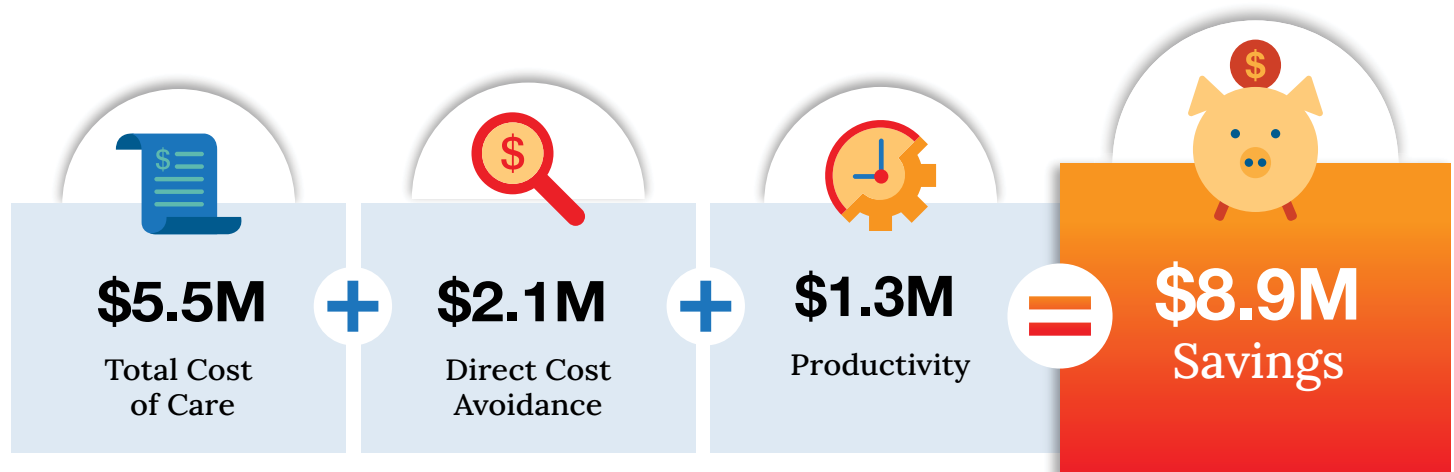 $
$
$
$5.5M
+
$2.1M
+
$1.3M
=
$8.9M
Total Cost
of Care
Direct Cost
Avoidance
Productivity
Savings